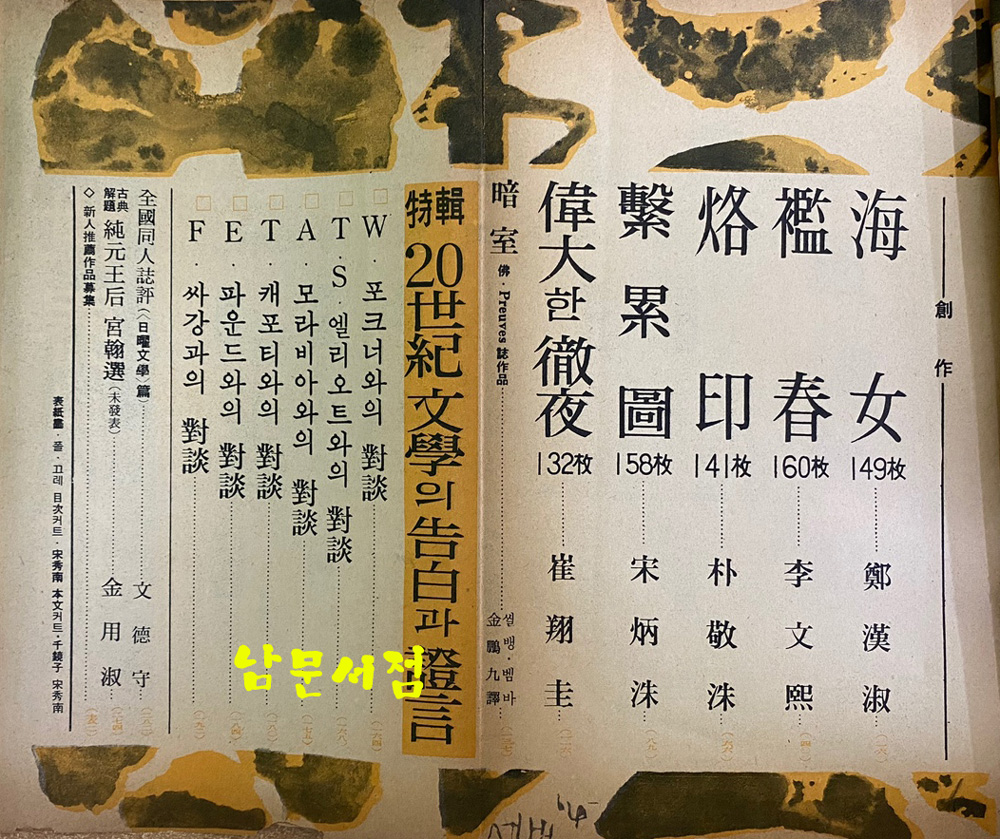 創作
海女 149枚 鄭漢淑
襤春 160枚 李文熙
烙印 141枚 朴敬洙
繫累圖 158枚 宋炳洙
偉大한 徹夜 132枚 崔翔圭
暗室 佛·Preuves 誌作品 씰뱅·벰바 金鵬九譯
特輯 20世紀 文學의 告白과 證言
□ W·포크너와의 對談
□ T·S·엘리오트와의 對談
□ A·모라비아와의 對談
□ T·캐포티와의 對談
□ E·파운드와의 對談
□ F·싸강과의 對談
全國同人誌評(〈日曜文學〉篇) 文德守
古典解題 純元王后 宮翰選(未發表) 金用淑
◇ 新人推薦作品募集
表紙畵·폴·끄레 目次커트·宋秀南 本文커트·千鏡子 宋秀南
남문서점